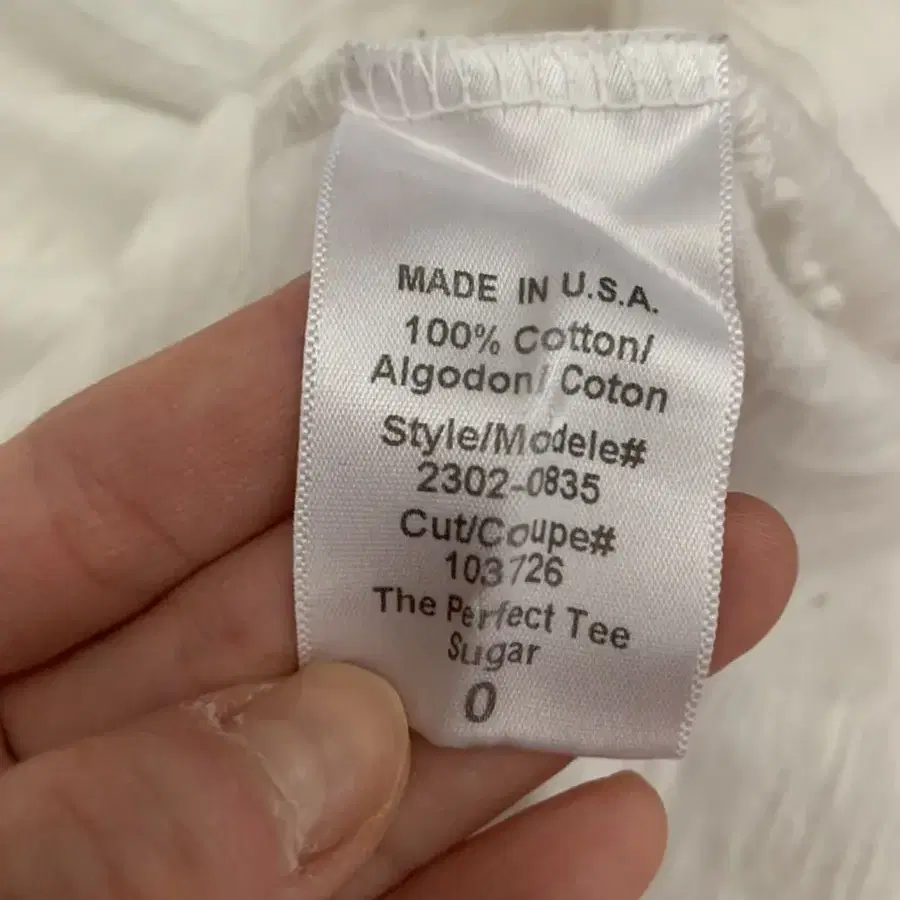 MADE IN U.S.A.
100% Cotton/
Algodon/ Coton
Style/Modele#
2302-0835
Cut/Coupe#
103726
The Perfect Tee
Sugar
0